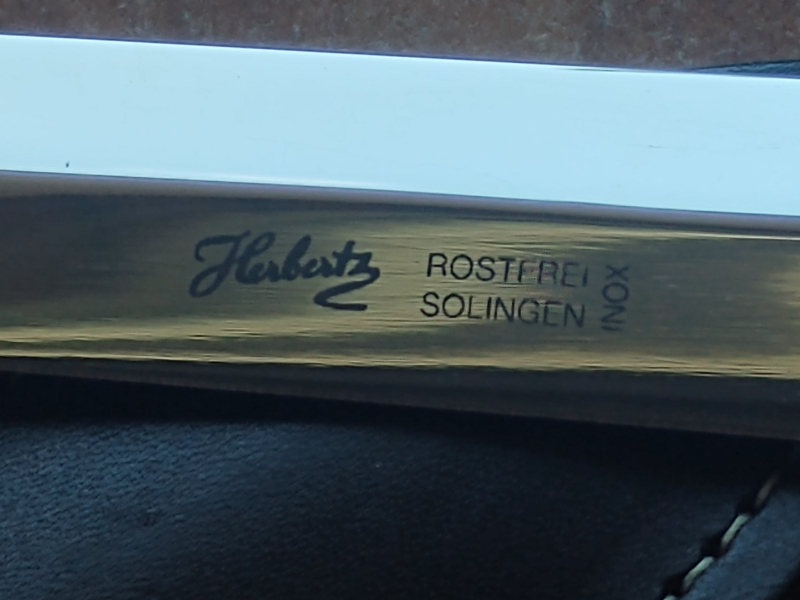 Herbertz
ROSTFREI
SOLINGEN
INOX